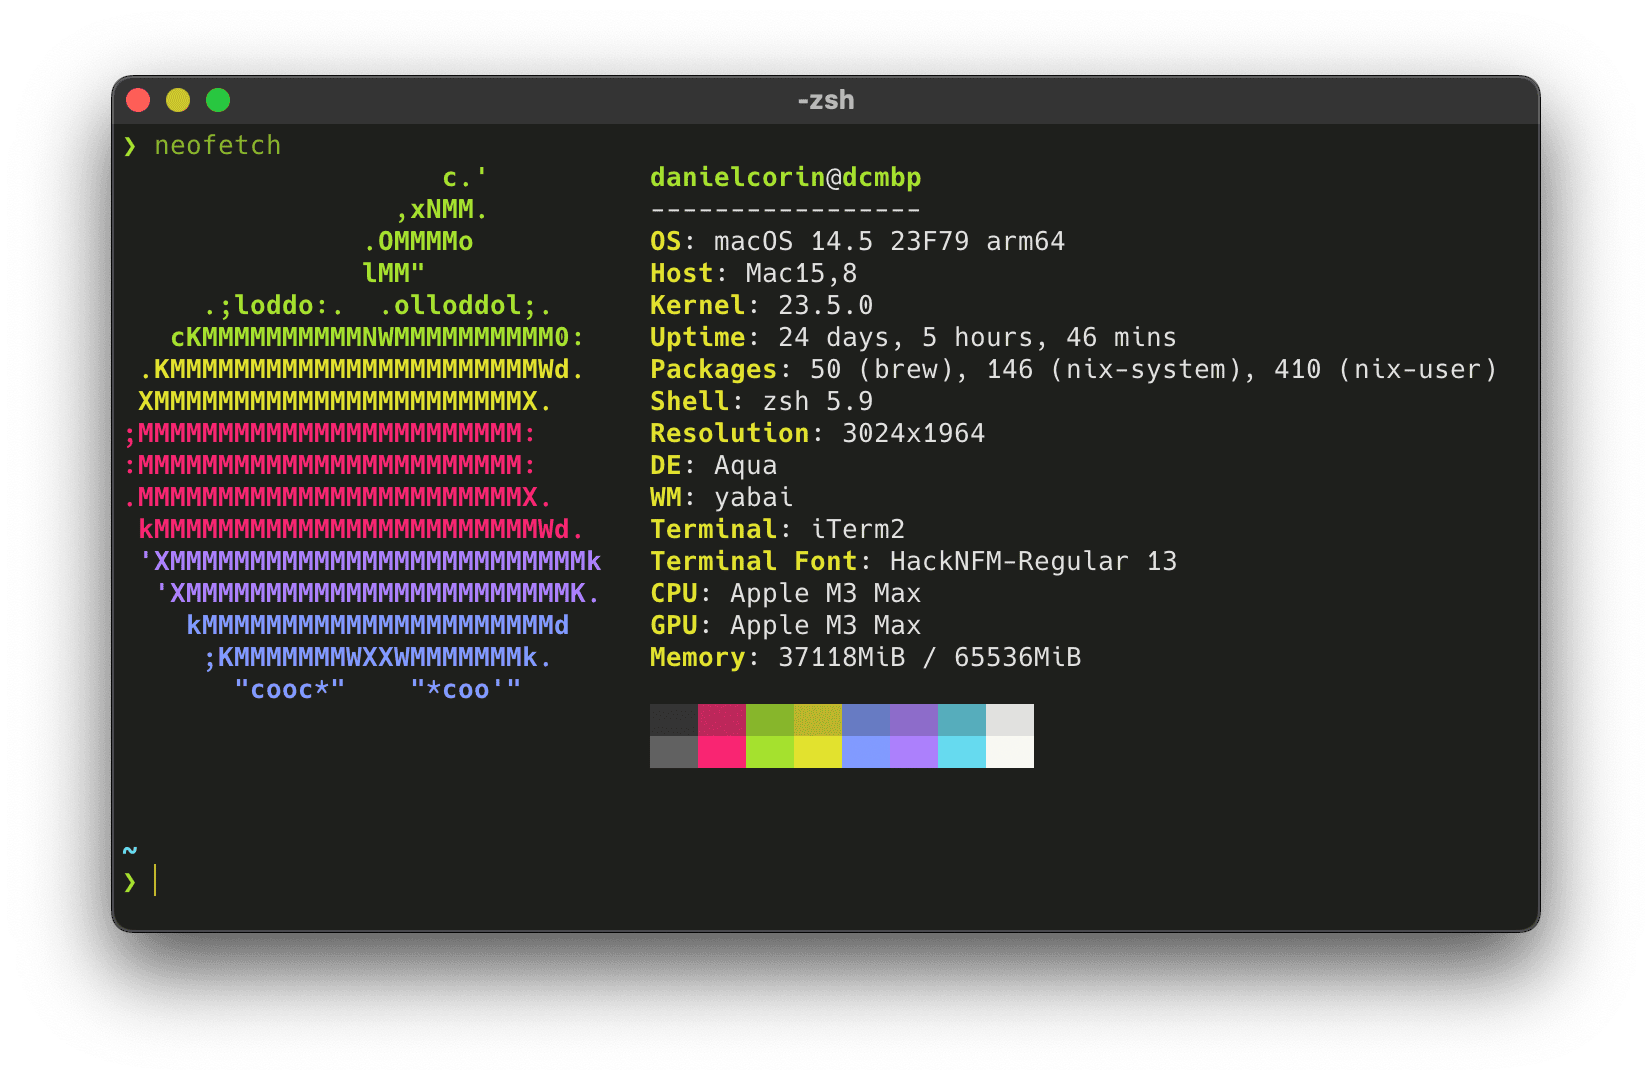 -zsh
❯ neofetch
                    c.'          danielcorin@dcmbp
                 ,xNMM.          -----------------
               .OMMMMo           OS: macOS 14.5 23F79 arm64
               lMM"              Host: Mac15,8
     .;loddo:.  .olloddol;.      Kernel: 23.5.0
   cKMMMMMMMMMMNWMMMMMMMMMM0:    Uptime: 24 days, 5 hours, 46 mins
 .KMMMMMMMMMMMMMMMMMMMMMMMWd.    Packages: 50 (brew), 146 (nix-system), 410 (nix-user)
 XMMMMMMMMMMMMMMMMMMMMMMMX.      Shell: zsh 5.9
;MMMMMMMMMMMMMMMMMMMMMMMM:       Resolution: 3024x1964
:MMMMMMMMMMMMMMMMMMMMMMMM:       DE: Aqua
.MMMMMMMMMMMMMMMMMMMMMMMMX.      WM: yabai
 kMMMMMMMMMMMMMMMMMMMMMMMMWd.    Terminal: iTerm2
 'XMMMMMMMMMMMMMMMMMMMMMMMMMMk   Terminal Font: HackNFM-Regular 13
  'XMMMMMMMMMMMMMMMMMMMMMMMMK.   CPU: Apple M3 Max
    kMMMMMMMMMMMMMMMMMMMMMMd     GPU: Apple M3 Max
     ;KMMMMMMMWXXWMMMMMMMk.      Memory: 37118MiB / 65536MiB
       "cooc*"    "*coo'"
~
❯